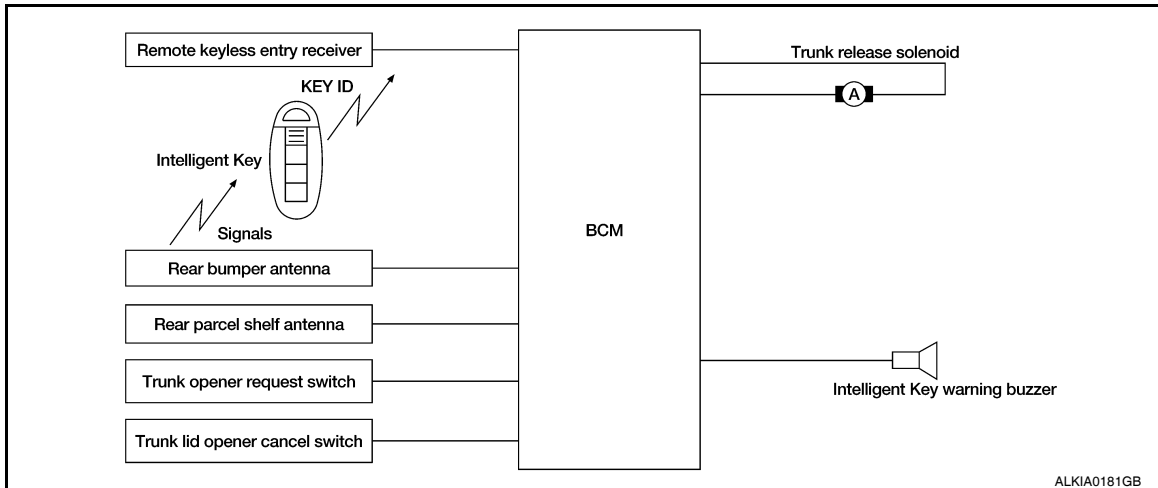 Remote keyless entry receiver
KEY ID
Intelligent Key
Signals
Rear bumper antenna
Rear parcel shelf antenna
Trunk opener request switch
Trunk lid opener cancel switch
BCM
Trunk release solenoid
A
Intelligent Key warning buzzer
ALKIA0181GB